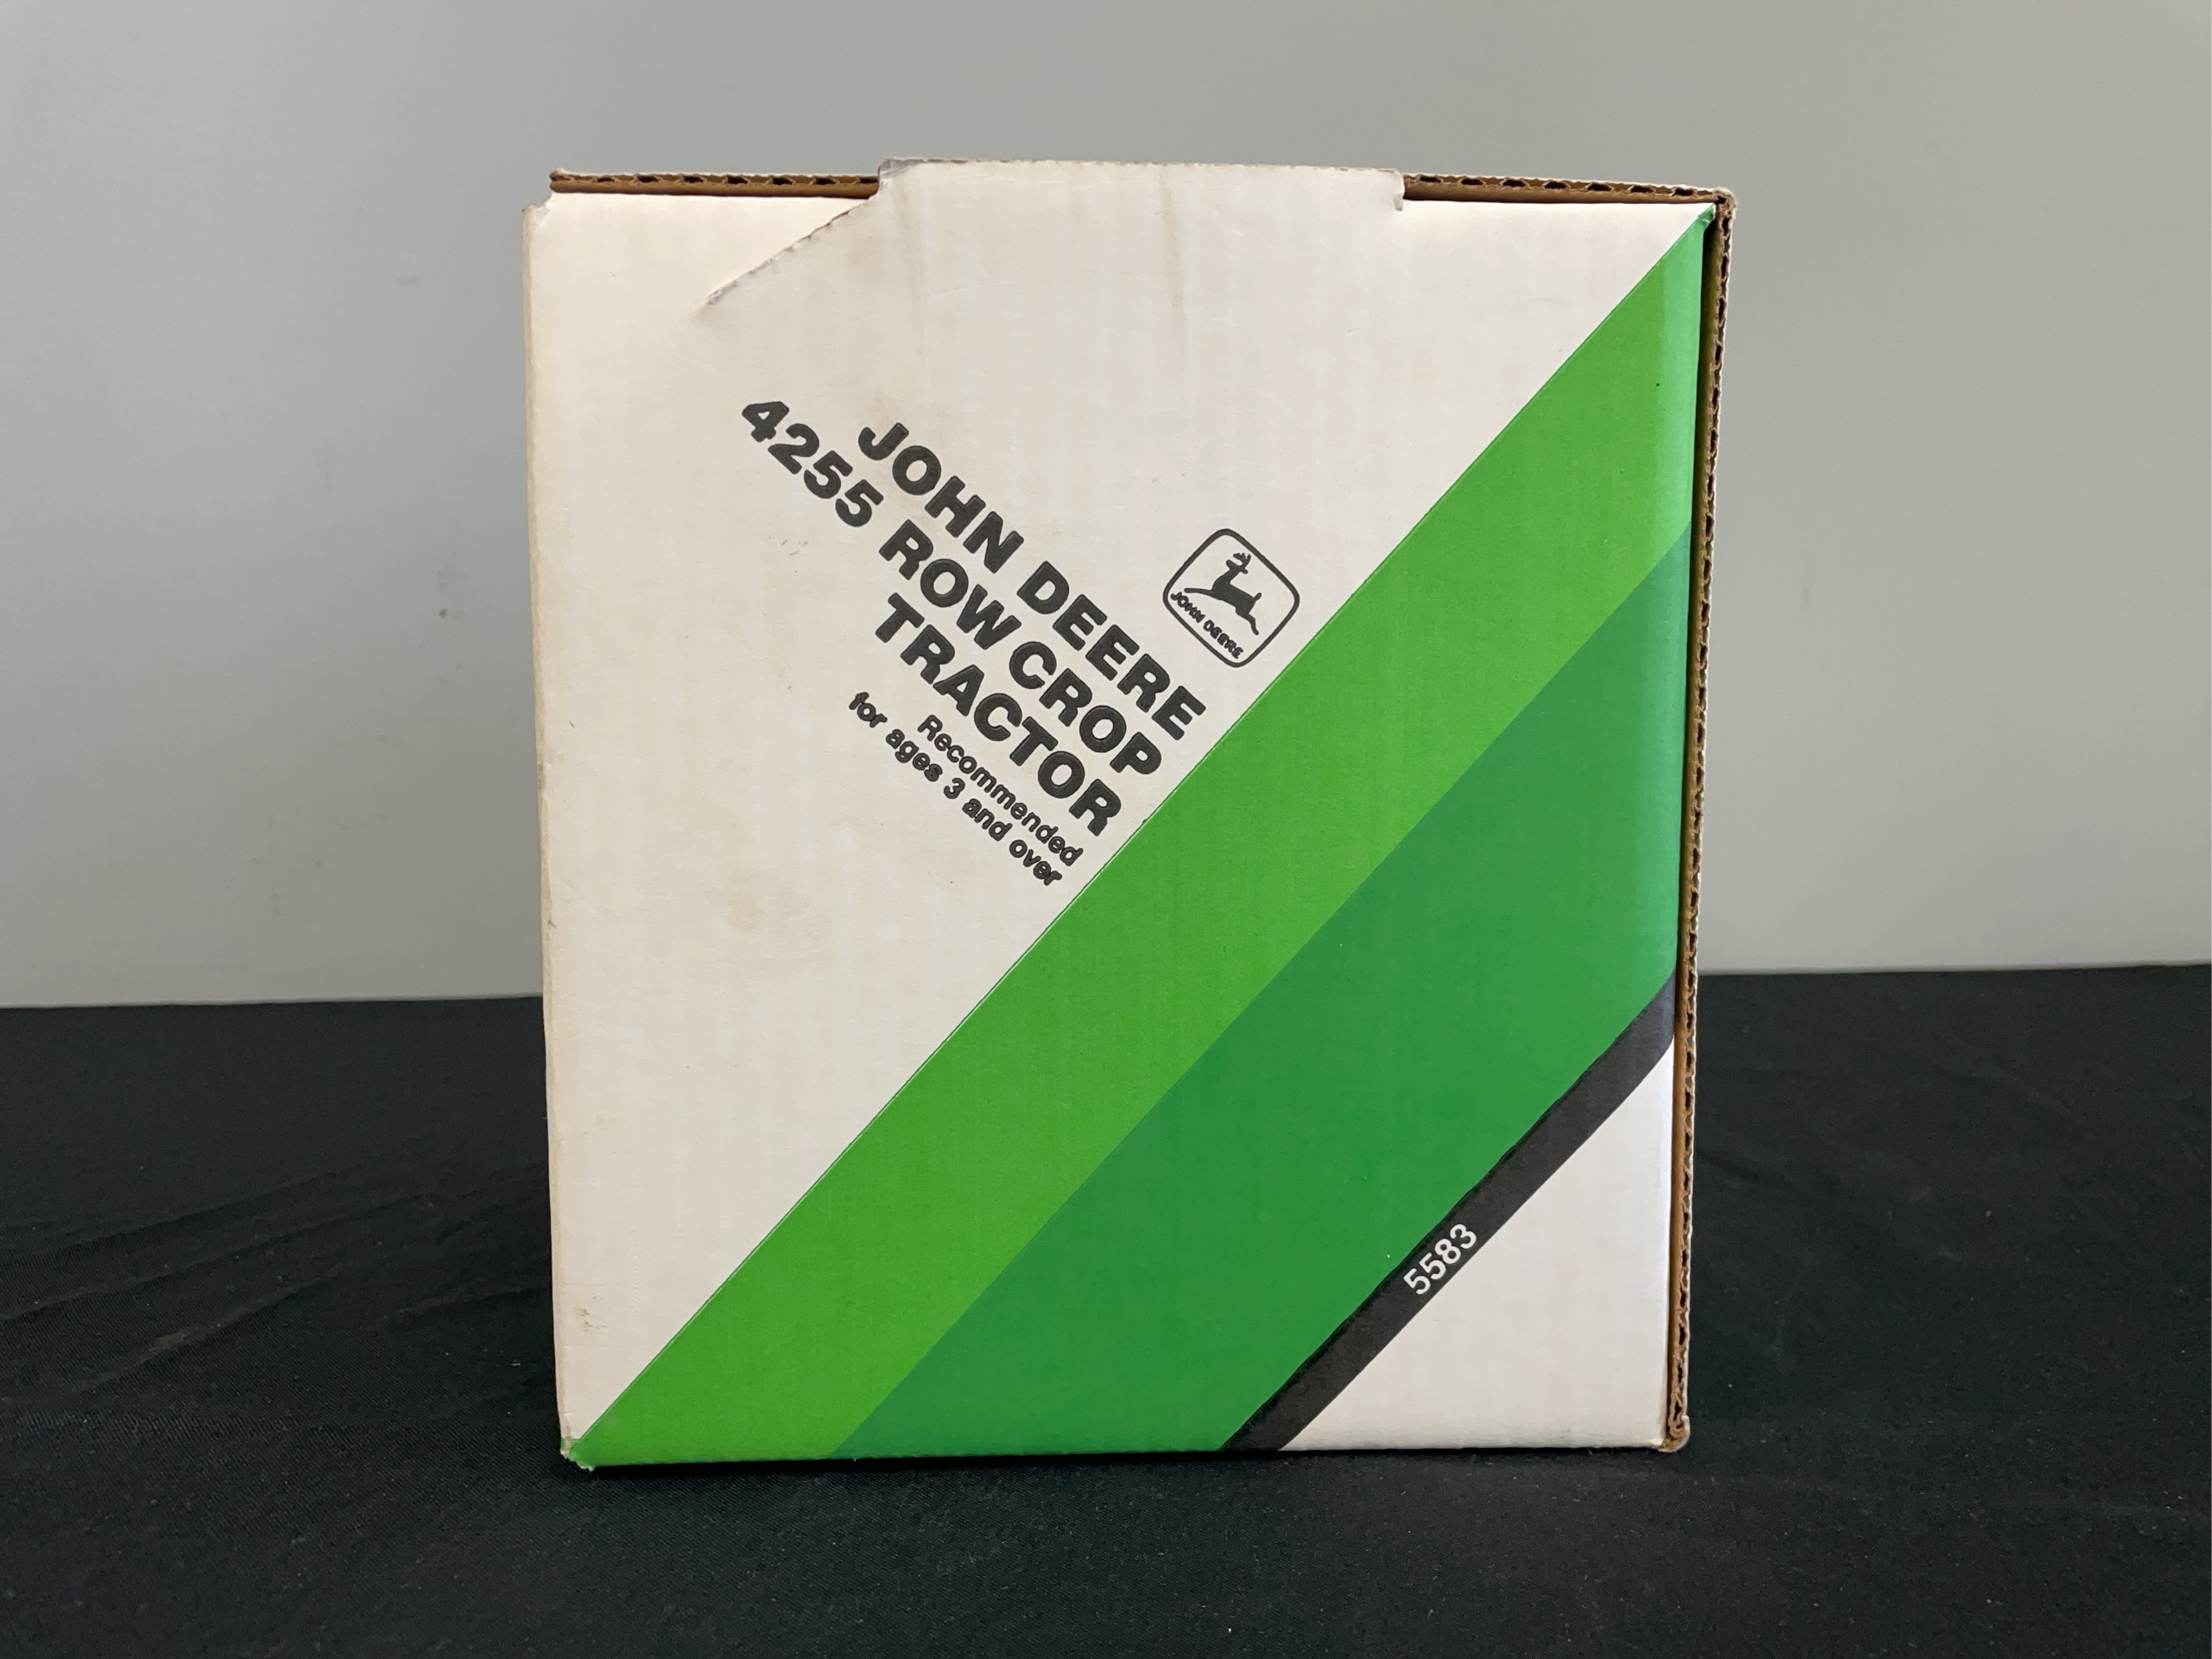 JOHN DEERE
4255 ROW CROP
TRACTOR
Recommended
for ages 3 and over
JOHN DEERE
5583